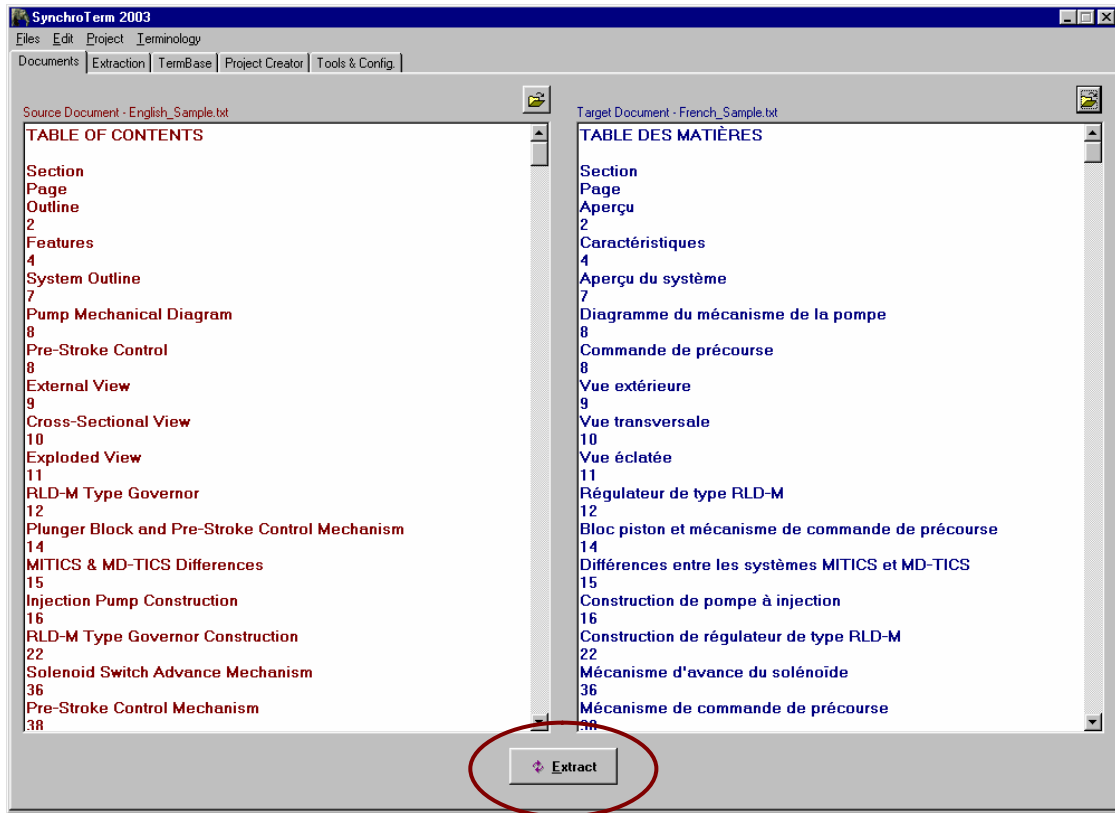 SynchroTerm 2003
Files Edit Project Terminology
Documents Extraction TermBase Project Creator Tools & Config.
Source Document - English_Sample.txt
TABLE OF CONTENTS
Section
Page
Outline
2
Features
4
System Outline
7
Pump Mechanical Diagram
8
Pre-Stroke Control
8
External View
9
Cross-Sectional View
10
Exploded View
11
RLD-M Type Governor
12
Plunger Block and Pre-Stroke Control Mechanism
14
MITICS & MD-TICS Differences
15
Injection Pump Construction
16
RLD-M Type Governor Construction
22
Solenoid Switch Advance Mechanism
36
Pre-Stroke Control Mechanism
38
Target Document - French_Sample.txt
TABLE DES MATIÈRES
Section
Page
Aperçu
2
Caractéristiques
4
Aperçu du système
7
Diagramme du mécanisme de la pompe
8
Commande de précourse
8
Vue extérieure
9
Vue transversale
10
Vue éclatée
11
Régulateur de type RLD-M
12
Bloc piston et mécanisme de commande de précourse
14
Différences entre les systèmes MITICS et MD-TICS
15
Construction de pompe à injection
16
Construction de régulateur de type RLD-M
22
Mécanisme d'avance du solénoïde
36
Mécanisme de commande de précourse
38
Extract